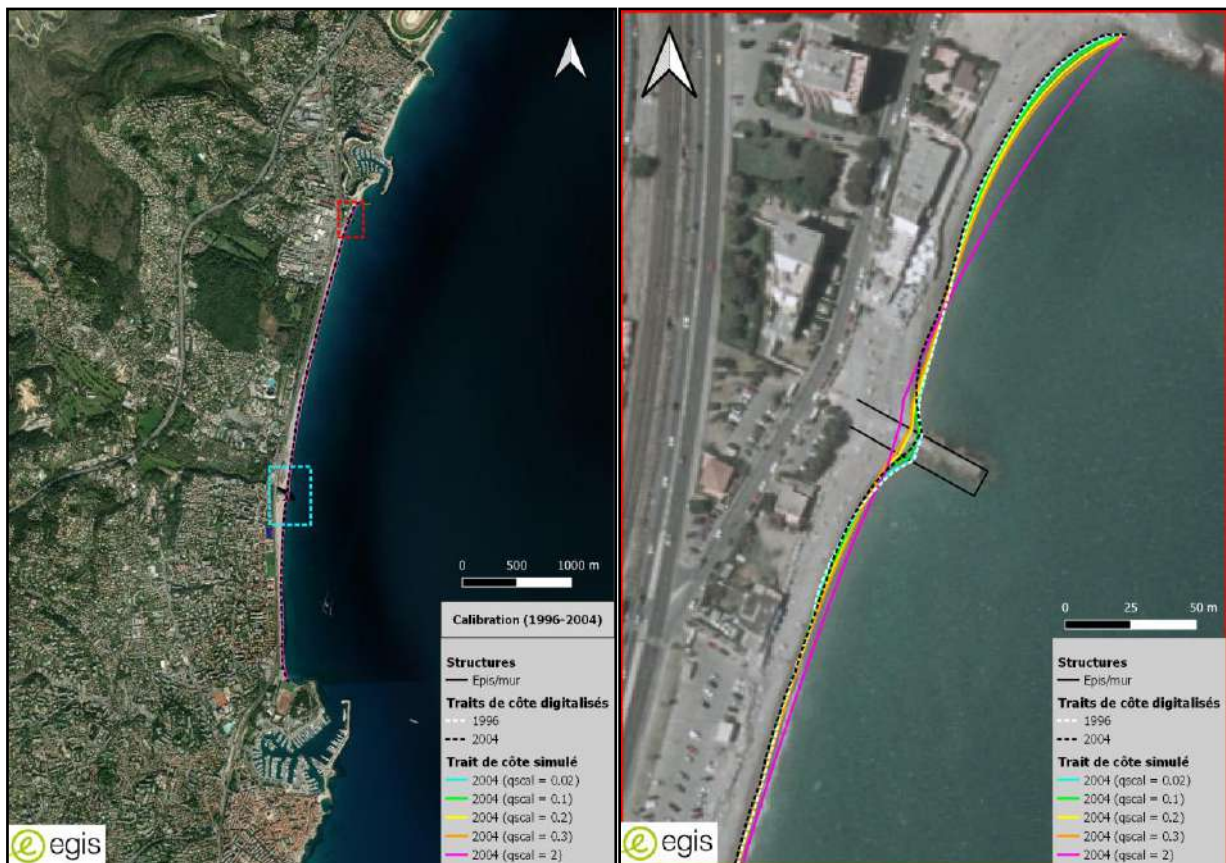 0 500 1000 m
Calibration (1996-2004)
Structures
Epis/mur
Traits de côte digitalisés
1996
2004
Trait de côte simulé
2004 (qscal = 0.02)
2004 (qscal = 0.1)
2004 (qscal = 0.2)
2004 (qscal = 0.3)
2004 (qscal = 2)
e egis
0 25 50 m
Structures
Epis/mur
Traits de côte digitalisés
1996
2004
Trait de côte simulé
2004 (qscal = 0.02)
2004 (qscal = 0.1)
2004 (qscal = 0.2)
2004 (qscal = 0.3)
2004 (qscal = 2)
e egis